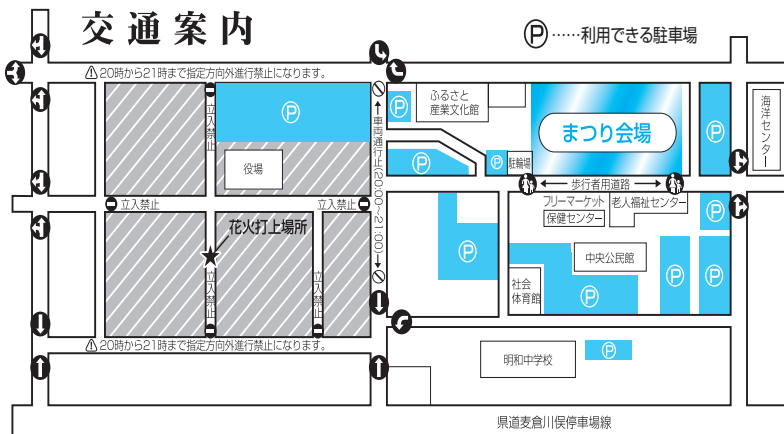 交通案内
Ⓟ……利用できる駐車場
⚠20時から21時まで指定方向外進行禁止になります。
立入禁止
Ⓟ
役場
車両通行止(20:00〜21:00)
Ⓟ
ふるさと
産業文化館
まつり会場
Ⓟ
海洋センター
Ⓟ
Ⓟ
駐輪場
歩行者用道路
立入禁止
立入禁止
フリーマーケット
保健センター
老人福祉センター
Ⓟ
花火打上場所
立入禁止
立入禁止
Ⓟ
中央公民館
社会
体育館
Ⓟ
Ⓟ
Ⓟ
⚠20時から21時まで指定方向外進行禁止になります。
明和中学校
Ⓟ
県道麦倉川俣停車場線